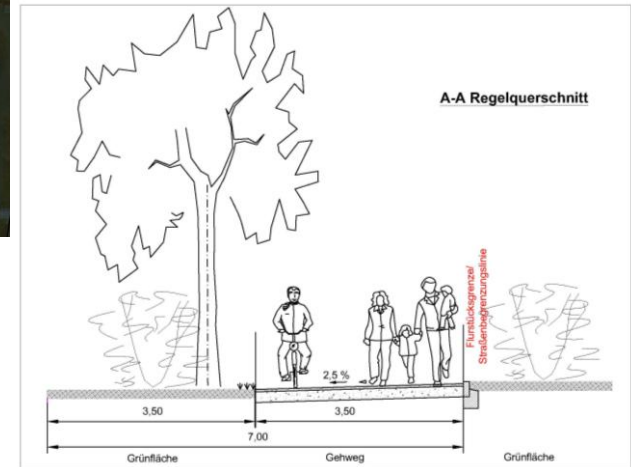 A-A Regelquerschnitt
Flurstücksgrenze/
Straßenbegrenzungslinie
2,5 %
3,50
3,50
7,00
Grünfläche
Gehweg
Grünfläche